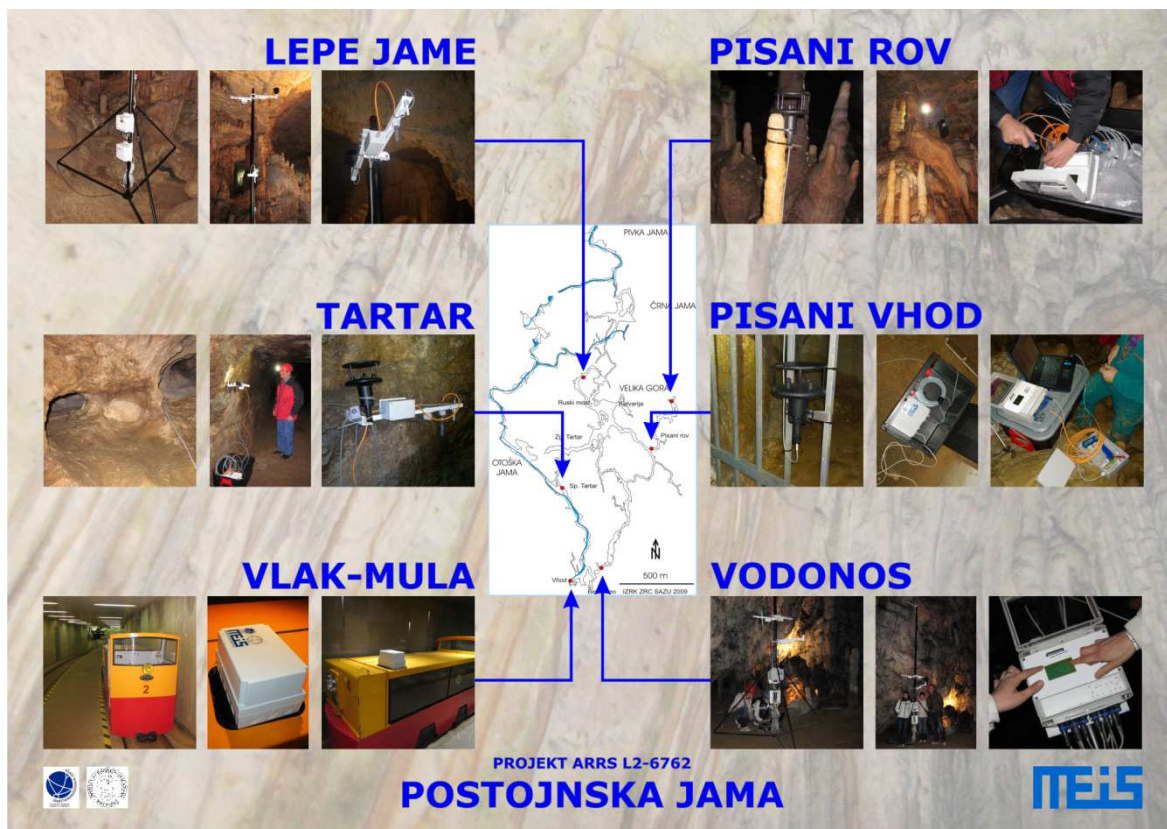 LEPE JAME
PISANI ROV
PIVKA JAMA
ČRNA JAMA
TARTAR
PISANI VHOD
VELIKA GORA
Ruski most
Kalvarija
Zg. Tartar
Pisani rov
OTOŠKA
JAMA
Sp. Tartar
N
VLAK-MULA
VODONOS
500 m
Vhod
IZRK ZRC SAZU 2009
2
MEIS
PROJEKT ARRS L2-6762
POSTOJNSKA JAMA
MEIS